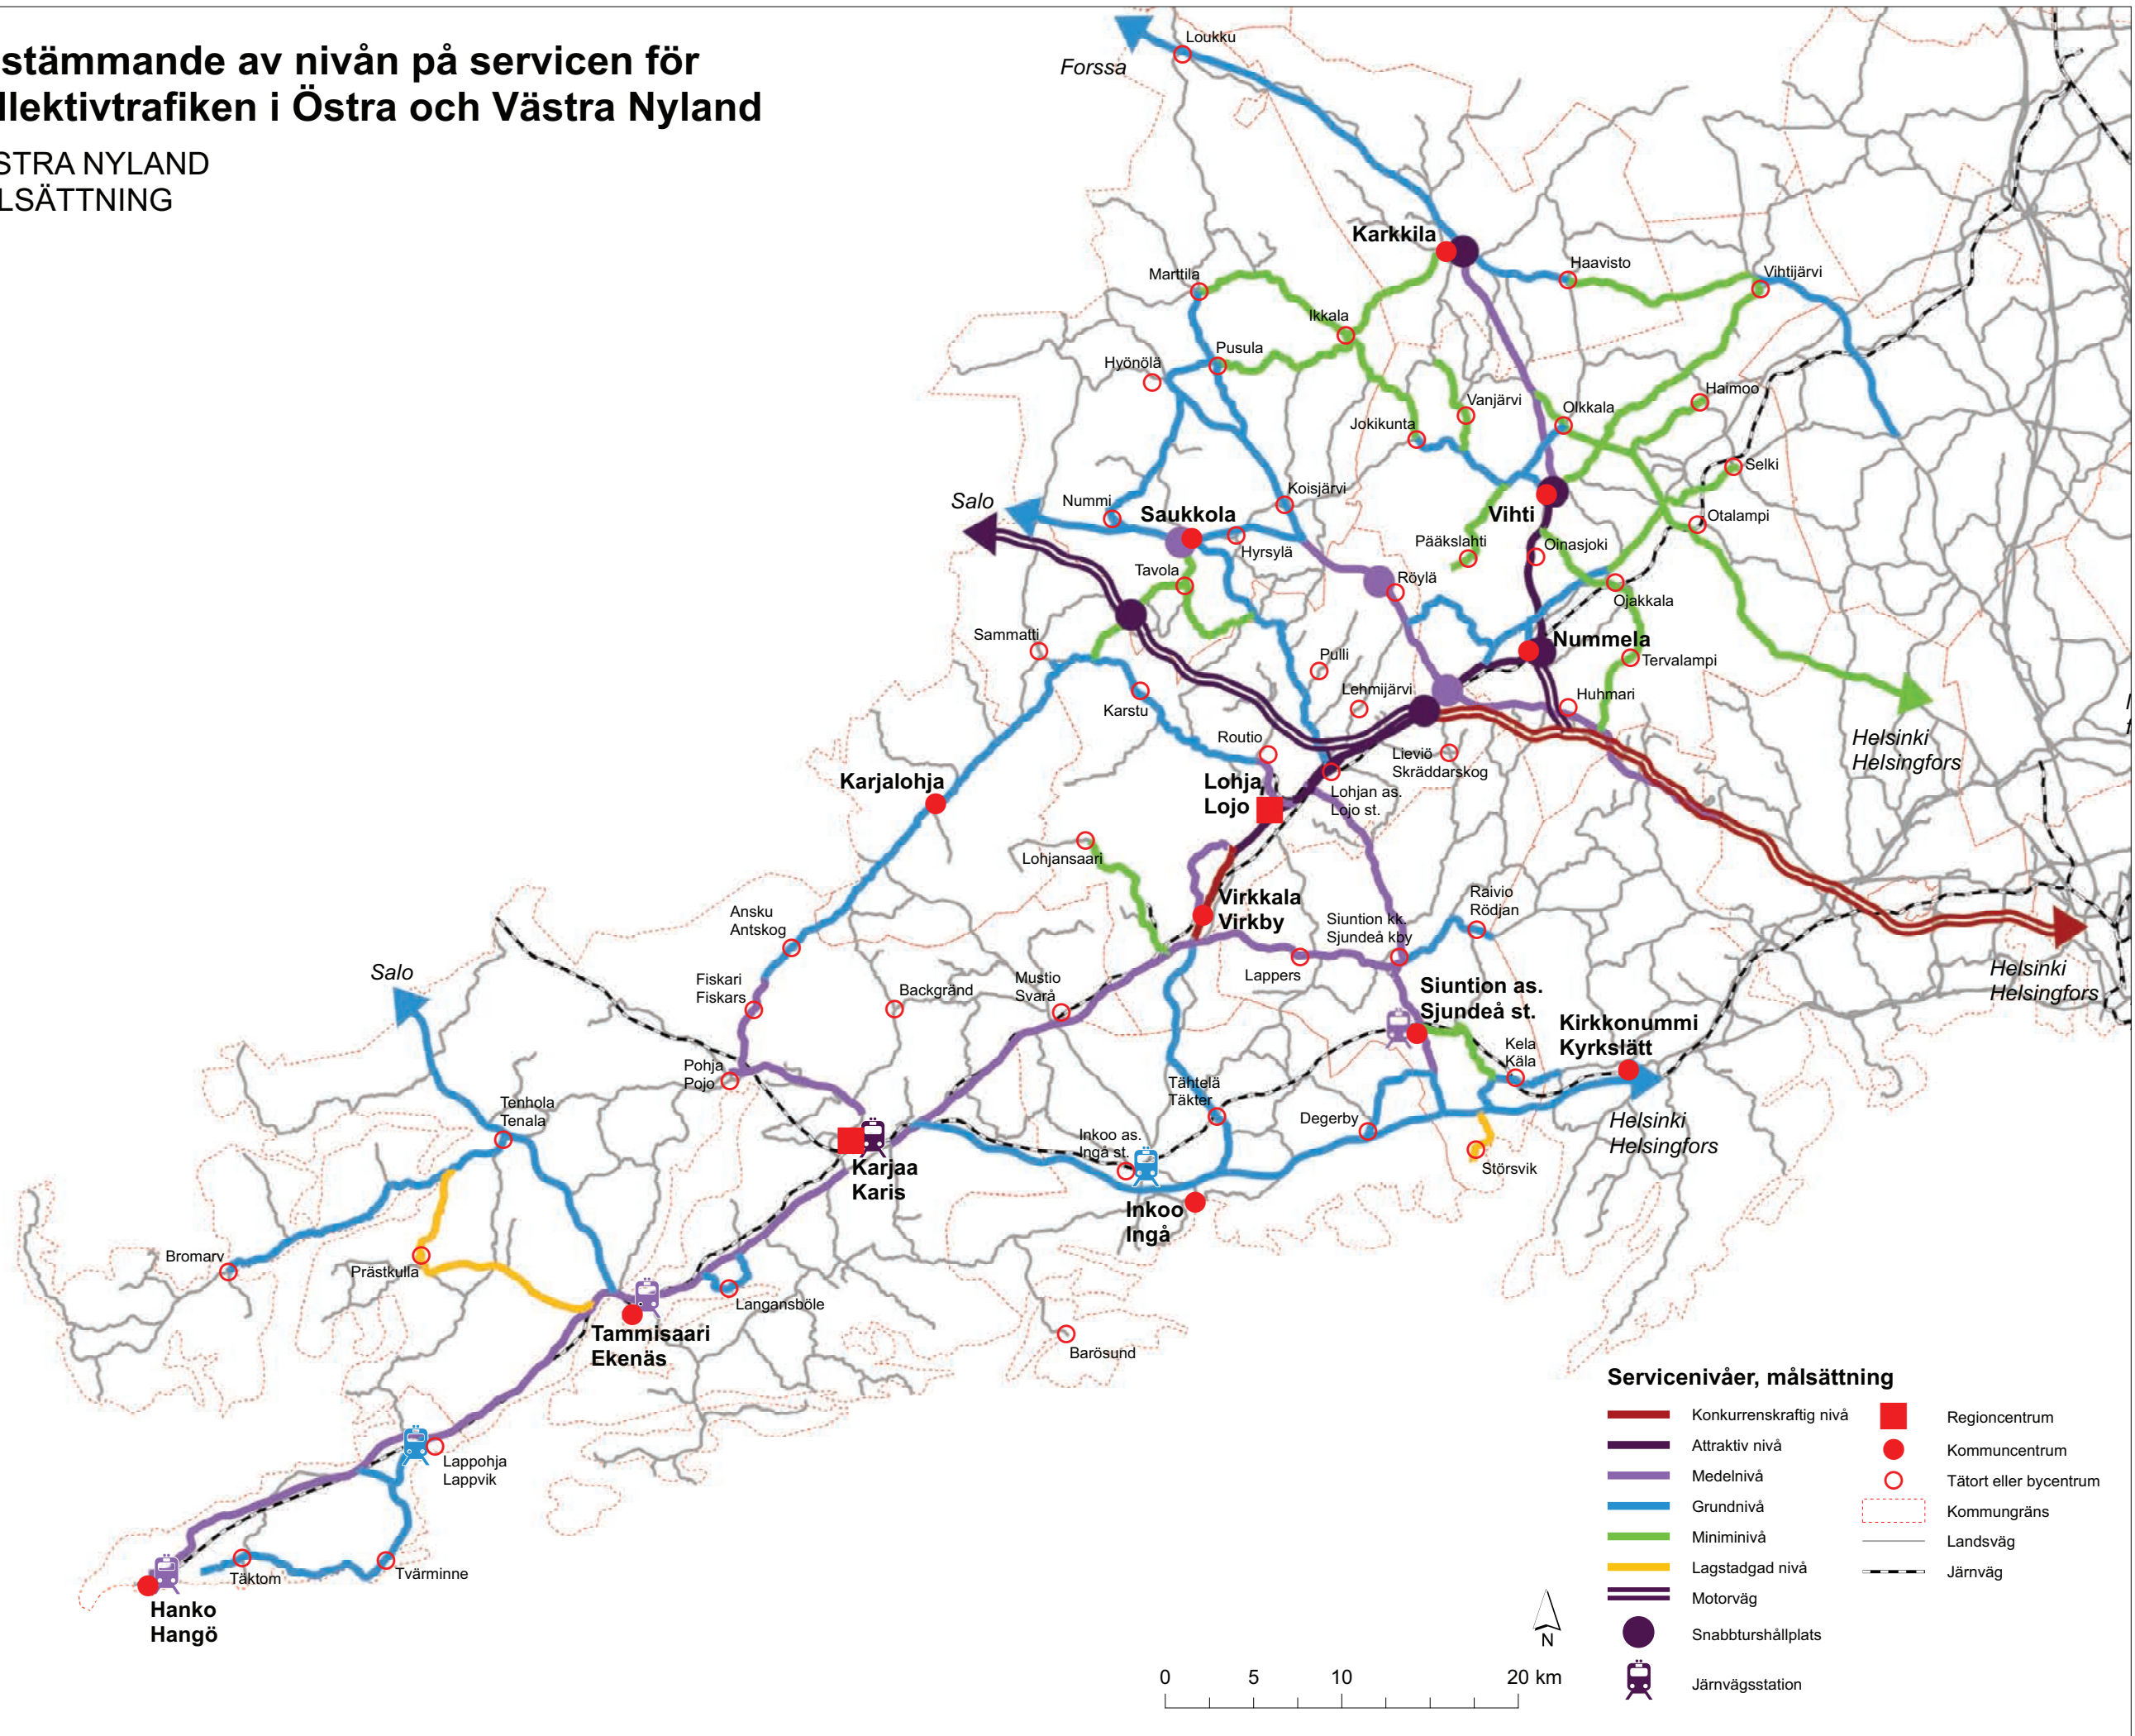 stämmande av nivån på servicen för
llektivtrafiken i Östra och Västra Nyland
STRA NYLAND
LSÄTTNING
Loukku
Forssa
Karkkila
Haavisto
Vihtijärvi
Marttila
Ikkala
Pusula
Hyönölä
Haimoo
Vanjärvi
Olkkala
Jokikunta
Selki
Salo
Nummi
Koisjärvi
Saukkola
Vihti
Otalampi
Hyrsylä
Pääkslahti
Oinasjoki
Tavola
Röylä
Ojakkala
Sammatti
Nummela
Pulli
Tervalampi
Lehmijärvi
Huhmari
Karstu
Routio
Lieviö
Skräddarskog
Helsinki
Helsingfors
Karjalohja
Lohja
Lojo
Lohjan as.
Lojo st.
Lohjansaari
Virkkala
Virkby
Raivio
Rödjan
Ansku
Antskog
Siuntion kk.
Sjundeå kby
Lappers
Salo
Fiskari
Fiskars
Backgränd
Mustio
Svarå
Siuntion as.
Sjundeå st.
Helsinki
Helsingfors
Kirkkonummi
Kyrkslätt
Kela
Käla
Pohja
Pojo
Tähtelä
Täkter
Tenhola
Tenala
Degerby
Helsinki
Helsingfors
Inkoo as.
Ingå st.
Störsvik
Karjaa
Karis
Inkoo
Ingå
Bromarv
Prästkulla
Langansböle
Tammisaari
Ekenäs
Barösund
Lappohja
Lappvik
Täktom
Tvärminne
Hanko
Hangö
Servicenivåer, målsättning
Konkurrenskraftig nivå
Attraktiv nivå
Medelnivå
Grundnivå
Miniminivå
Lagstadgad nivå
Motorväg
Snabbturshållplats
Järnvägsstation
Regioncentrum
Kommuncentrum
Tätort eller bycentrum
Kommungräns
Landsväg
Järnväg
N
0 5 10 20 km